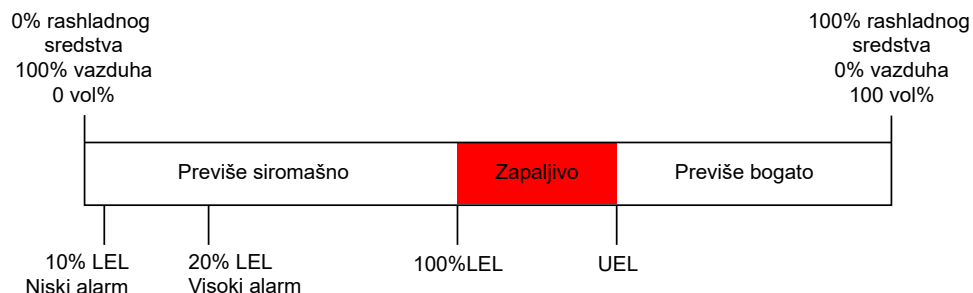 0% rashladnog
sredstva
100% vazduha
0 vol%
100% rashladnog
sredstva
0% vazduha
100 vol%
Previše siromašno
Zapaljivo
Previše bogato
10% LEL
Niski alarm
20% LEL
Visoki alarm
100%LEL
UEL